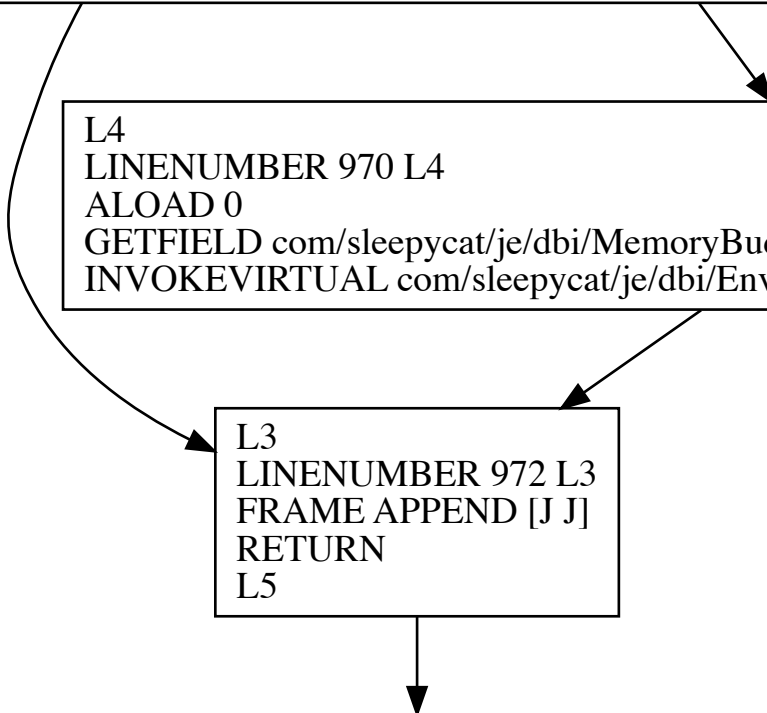 L4
LINENUMBER 970 L4
ALOAD 0
GETFIELD com/sleepycat/je/dbi/MemoryBud
INVOKEVIRTUAL com/sleepycat/je/dbi/Env
L3
LINENUMBER 972 L3
FRAME APPEND [J J]
RETURN
L5